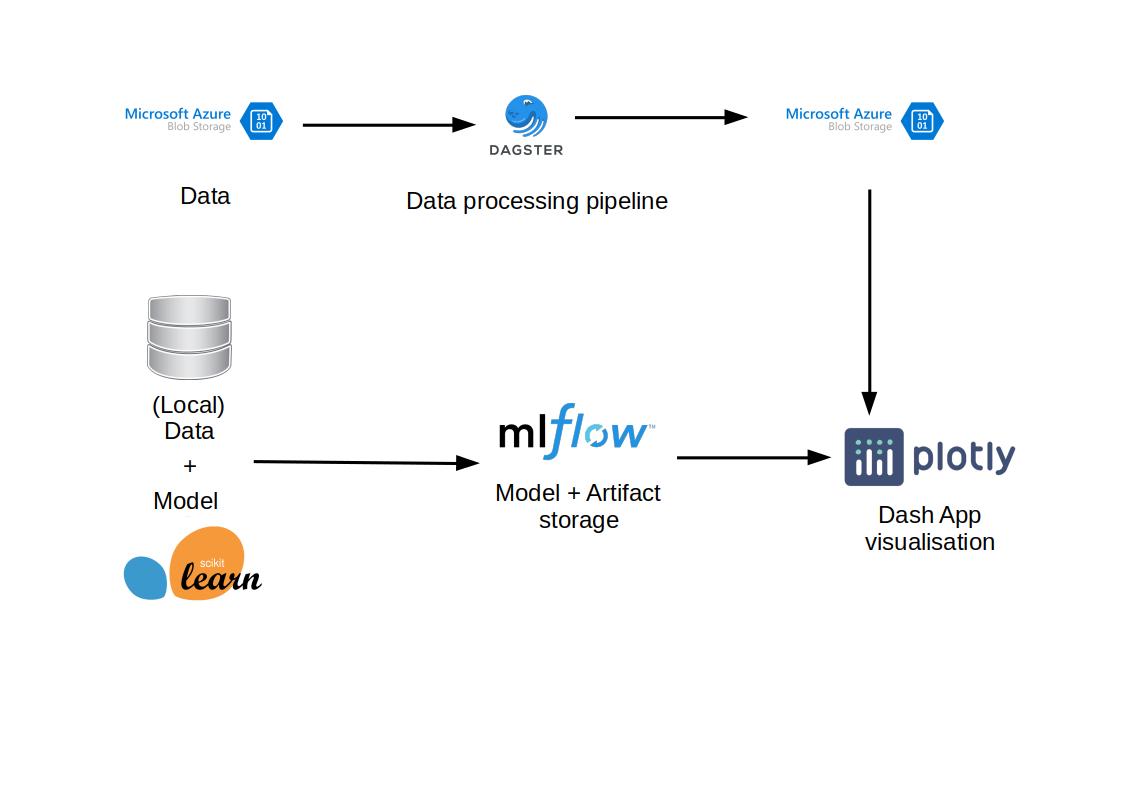 Microsoft Azure
Blob Storage
10
01
DAGSTER
Microsoft Azure
Blob Storage
10
01
Data
Data processing pipeline
(Local)
Data
+
Model
scikit
learn
mlflow™
Model + Artifact
storage
plotly
Dash App
visualisation